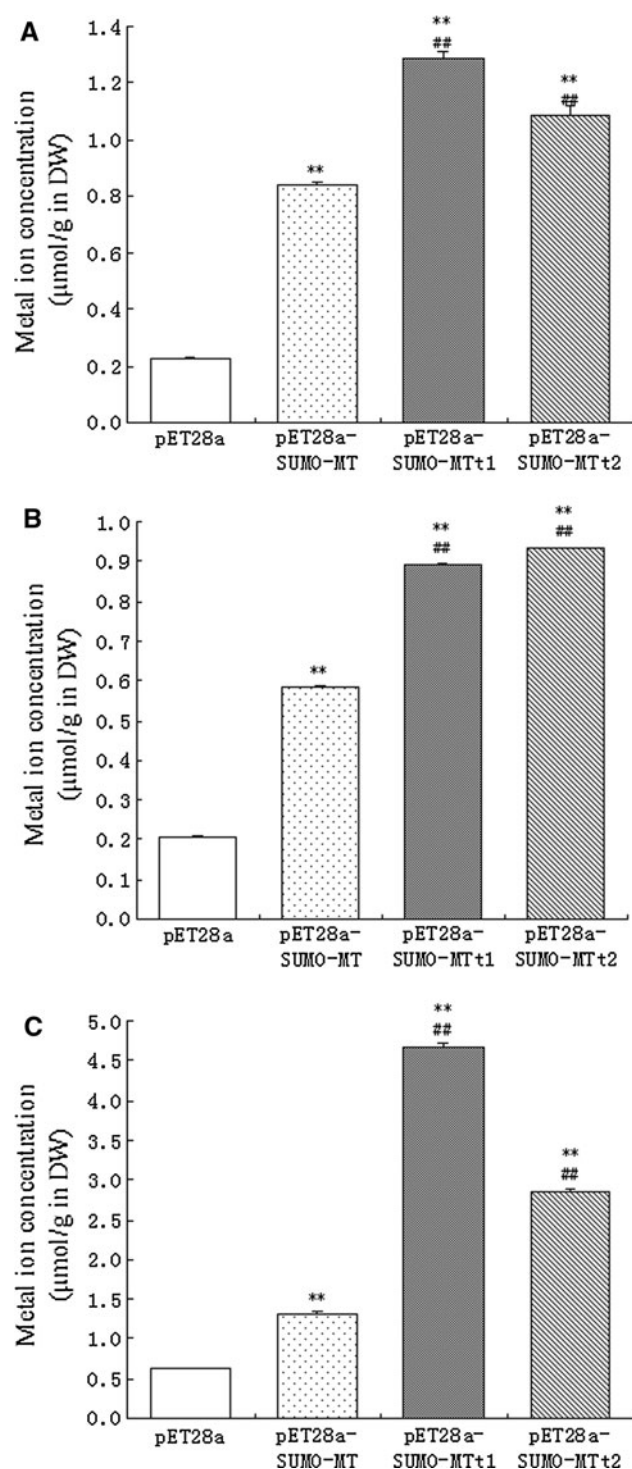 A
Metal ion concentration
(μmol/g in DW)
1.4
1.2
1.0
0.8
0.6
0.4
0.2
0.0
**
**
##
**
##
pET28a
pET28a-
SUMO-MT
pET28a-
SUMO-MTt1
pET28a-
SUMO-MTt2
B
Metal ion concentration
(μmol/g in DW)
1.0
0.9
0.8
0.7
0.6
0.5
0.4
0.3
0.2
0.1
0.0
**
**
##
**
##
pET28a
pET28a-
SUMO-MT
pET28a-
SUMO-MTt1
pET28a-
SUMO-MTt2
C
Metal ion concentration
(μmol/g in DW)
5.0
4.5
4.0
3.5
3.0
2.5
2.0
1.5
1.0
0.5
0.0
**
**
##
**
##
pET28a
pET28a-
SUMO-MT
pET28a-
SUMO-MTt1
pET28a-
SUMO-MTt2